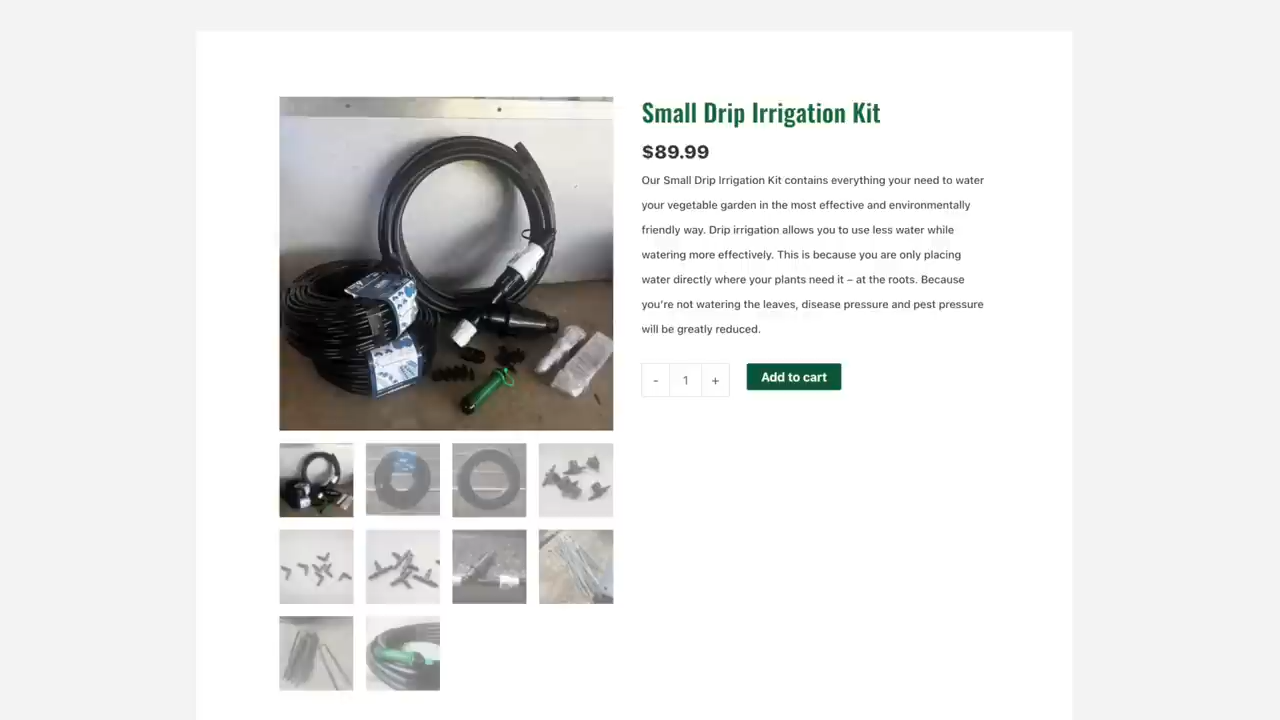 Small Drip Irrigation Kit
$89.99
Our Small Drip Irrigation Kit contains everything your need to water
your vegetable garden in the most effective and environmentally
friendly way. Drip irrigation allows you to use less water while
watering more effectively. This is because you are only placing
water directly where your plants need it – at the roots. Because
you're not watering the leaves, disease pressure and pest pressure
will be greatly reduced.
- 1 + Add to cart